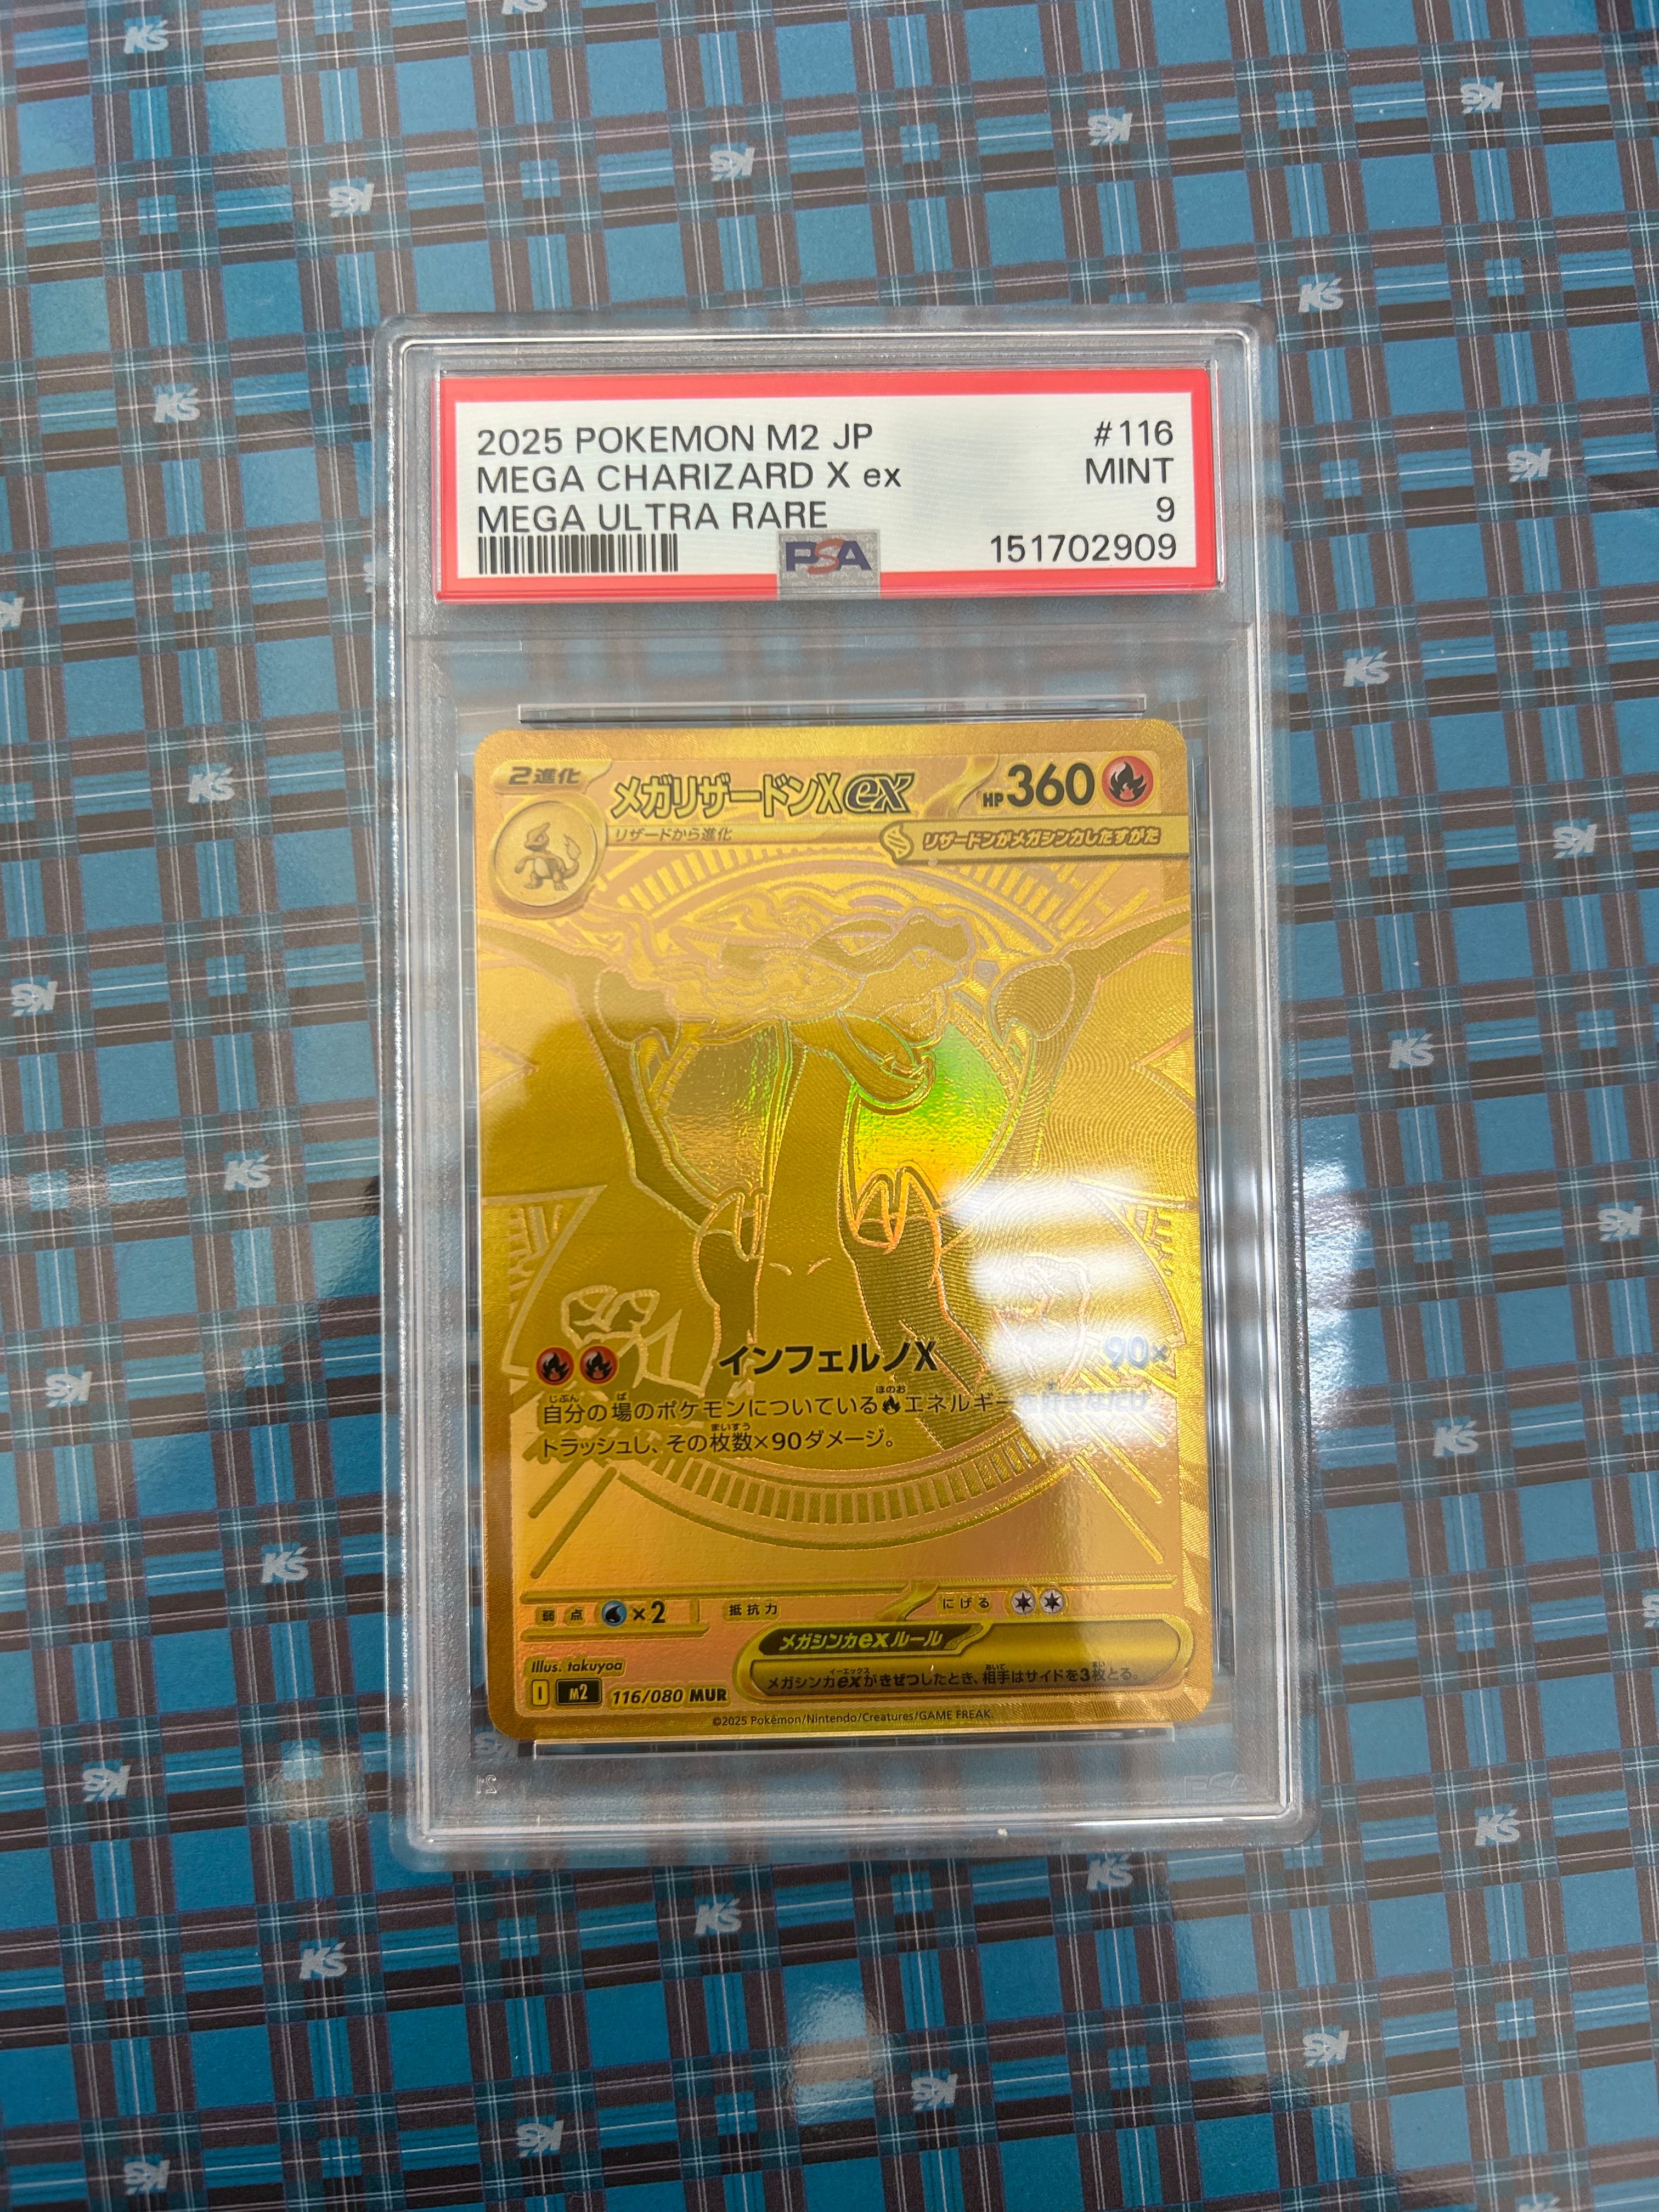 2025 POKEMON M2 JP #116
MEGA CHARIZARD X ex MINT
MEGA ULTRA RARE 9
PSA 151702909
2進化 メガリザードンXex HP360
リザードから進化 リザードンがメガシンカしたすがた
インフェルノX 90×
自分の場のポケモンについているエネルギーを好きなだけ
トラッシュし、その枚数×90ダメージ。
弱点 ×2 抵抗力 にげる
メガシンカexルール
メガシンカexがきぜつしたとき、相手はサイドを3枚とる。
Illus. takuyoa
I M2 116/080 MUR
©2025 Pokémon/Nintendo/Creatures/GAME FREAK.